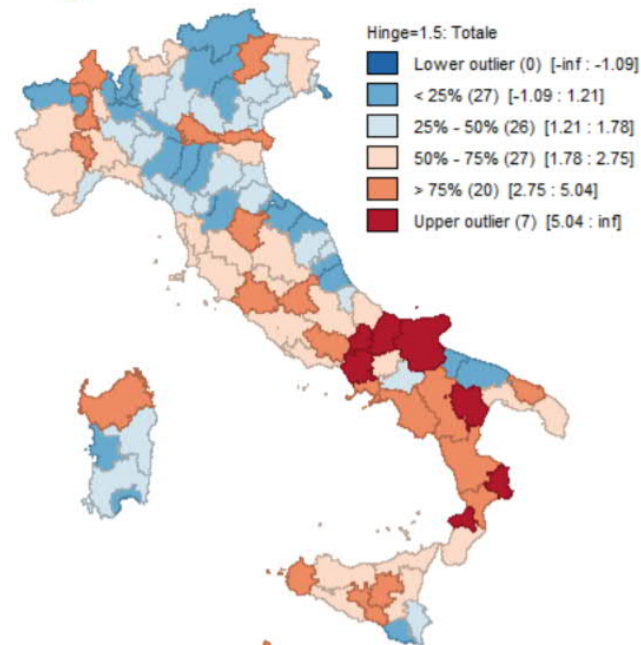 Hinge=1.5: Totale
Lower outlier (0) [-inf : -1.09]
< 25% (27) [-1.09 : 1.21]
25% - 50% (26) [1.21 : 1.78]
50% - 75% (27) [1.78 : 2.75]
> 75% (20) [2.75 : 5.04]
Upper outlier (7) [5.04 : inf]